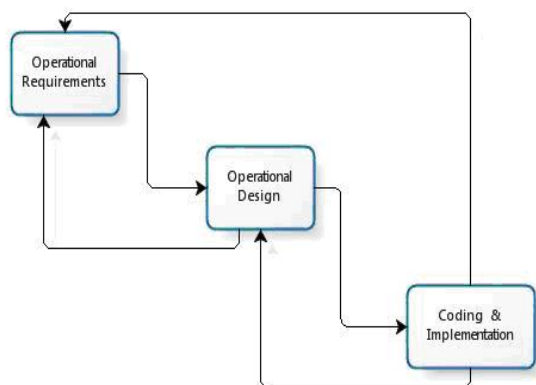 Operational
Requirements
Operational
Design
Coding & 
Implementation